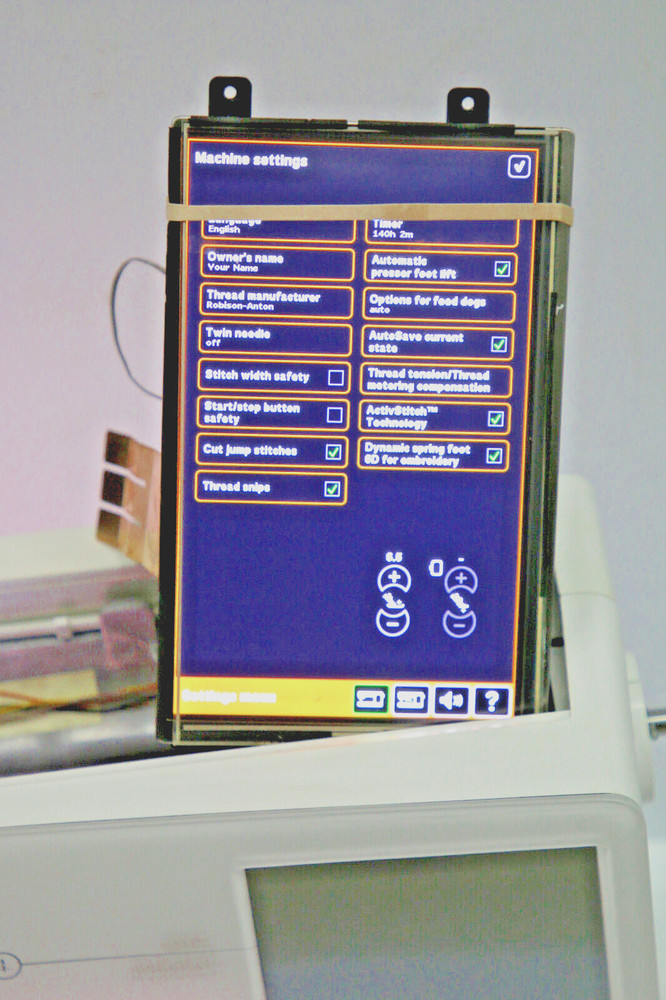 Machine settings
Language
English
Timer
140h 2m
Owner's name
Your Name
Automatic
presser foot lift
Thread manufacturer
Robison-Anton
Options for feed dogs
auto
Twin needle
off
AutoSave current
state
Stitch width safety
Thread tension/Thread
metering compensation
Start/stop button
safety
ActivStitch™
Technology
Cut jump stitches
Dynamic spring foot
6D for embroidery
Thread snips
6.5
-
+
+
-
-
Settings menu
?